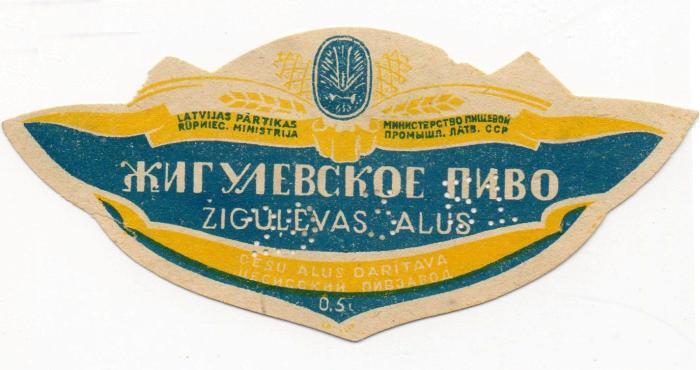 LATVIJAS PĀRTIKAS
RŪPNIEC. MINISTRIJA
МИНИСТЕРСТВО ПИЩЕВОЙ
ПРОМЫШЛ. ЛАТВ. ССР
ЖИГУЛЕВСКОЕ ПИВО
ŽIGUĻEVAS ALUS
CĒSU ALUS DARĪTAVA
ЦЕСИССКИЙ ПИВЗАВОД
0,5 L